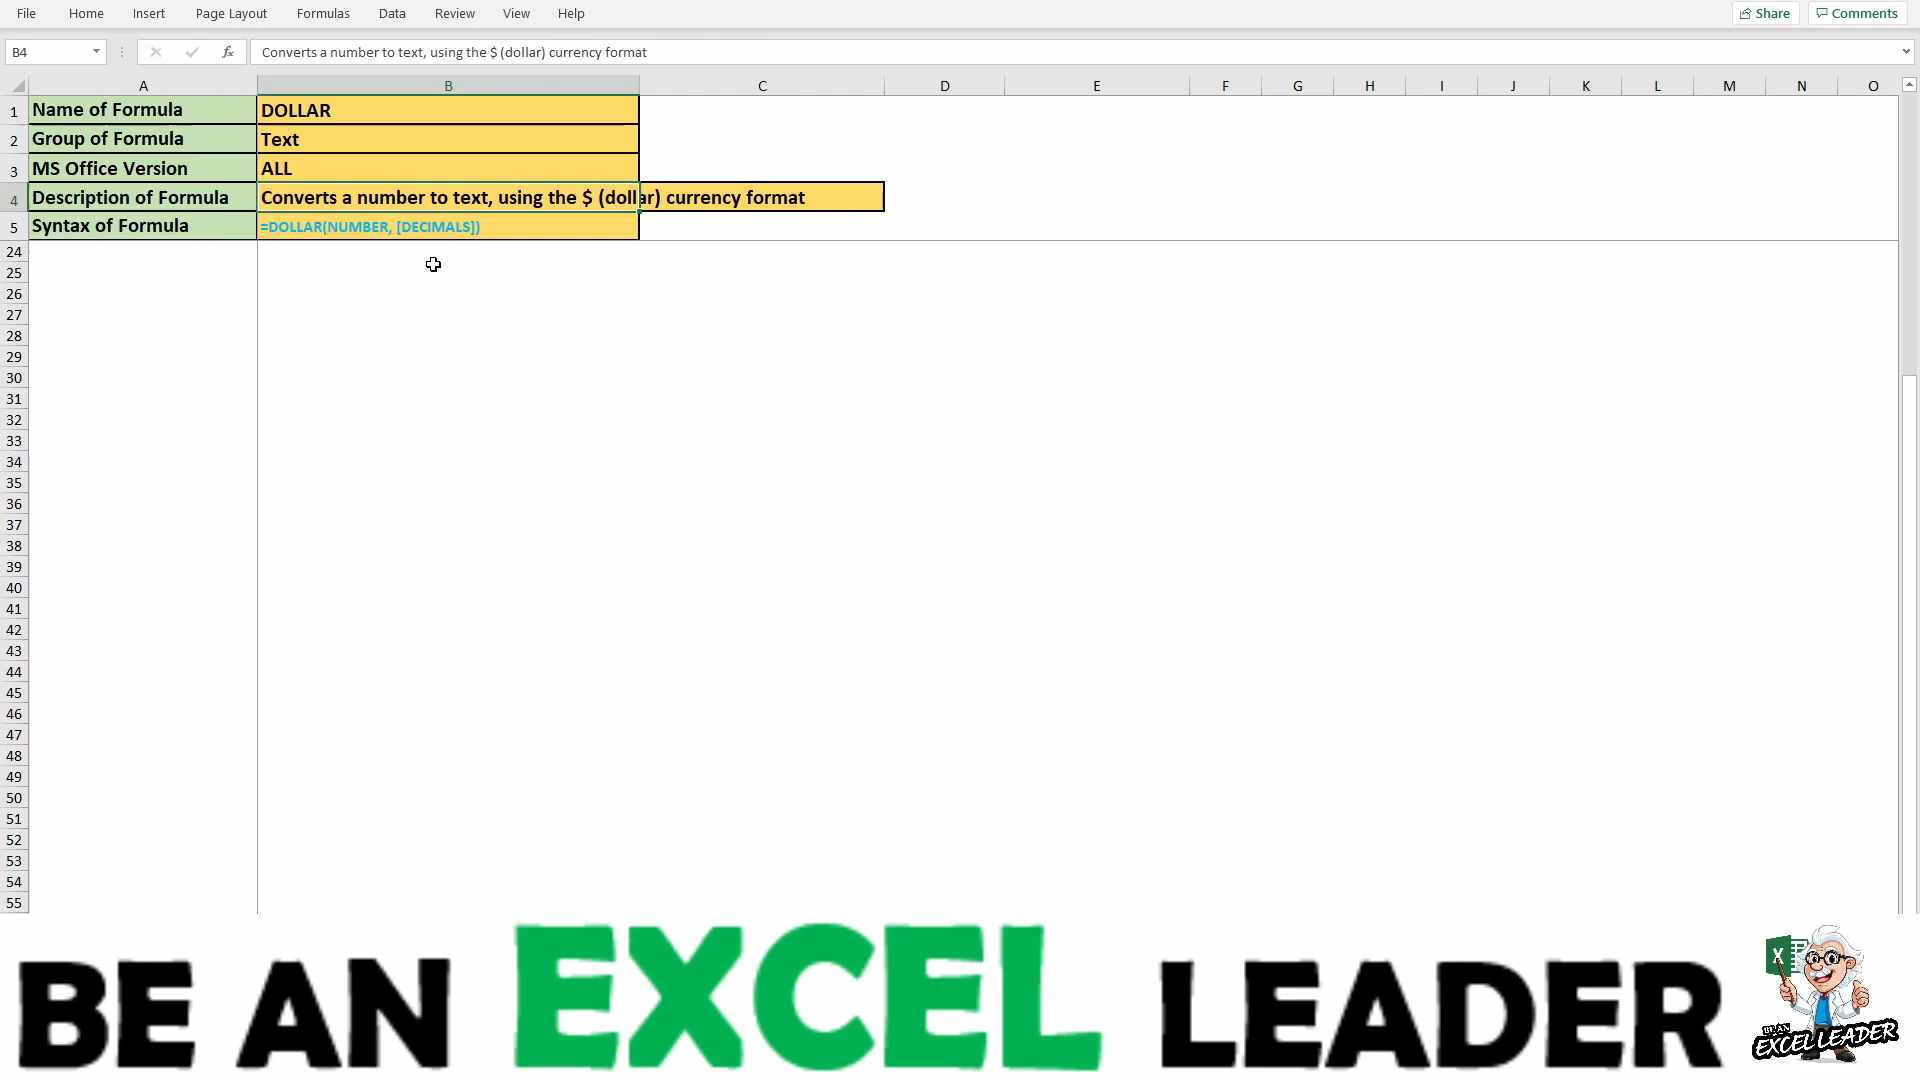 File Home Insert Page Layout Formulas Data Review View Help Share Comments
B4 fx Converts a number to text, using the $ (dollar) currency format
A B C D E F G H I J K L M N O
1 Name of Formula DOLLAR
2 Group of Formula Text
3 MS Office Version ALL
4 Description of Formula Converts a number to text, using the $ (dollar) currency format
5 Syntax of Formula =DOLLAR(NUMBER, [DECIMALS])
24
25
26
27
28
29
30
31
32
33
34
35
36
37
38
39
40
41
42
43
44
45
46
47
48
49
50
51
52
53
54
55
BE AN EXCEL LEADER
X
BE AN
EXCEL LEADER